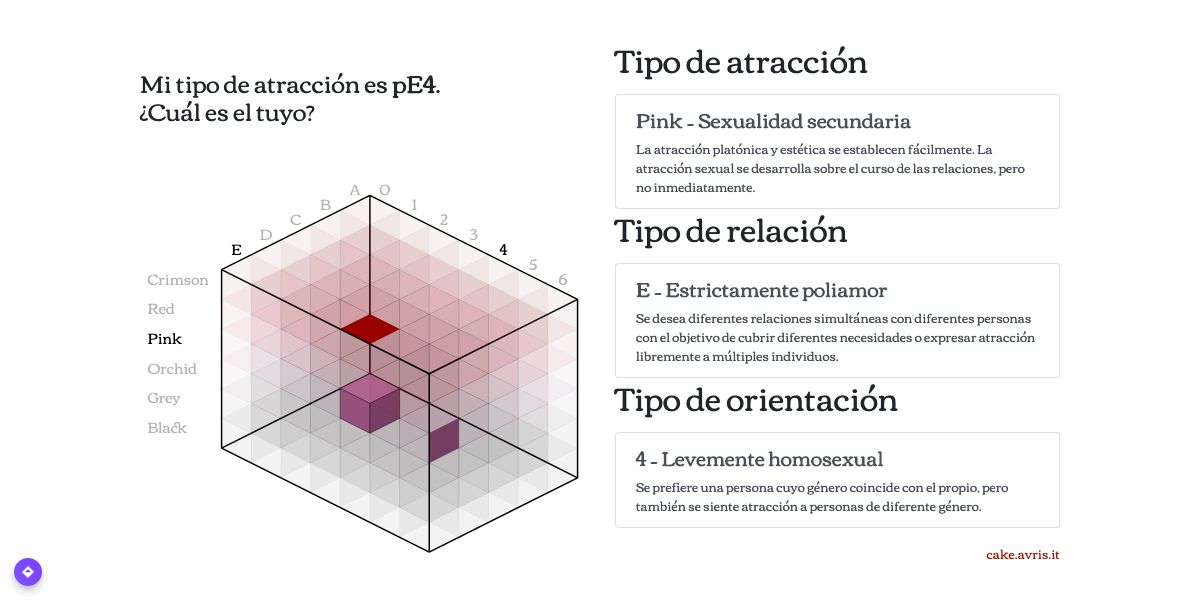 Mi tipo de atracción es pE4.
¿Cuál es el tuyo?
A 0
B 1
C 2
D 3
E 4
5
6
Crimson
Red
Pink
Orchid
Grey
Black
Tipo de atracción
Pink - Sexualidad secundaria
La atracción platónica y estética se establecen fácilmente. La
atracción sexual se desarrolla sobre el curso de las relaciones, pero
no inmediatamente.
Tipo de relación
E - Estrictamente poliamor
Se desea diferentes relaciones simultáneas con diferentes personas
con el objetivo de cubrir diferentes necesidades o expresar atracción
libremente a múltiples individuos.
Tipo de orientación
4 - Levemente homosexual
Se prefiere una persona cuyo género coincide con el propio, pero
también se siente atracción a personas de diferente género.
cake.avris.it